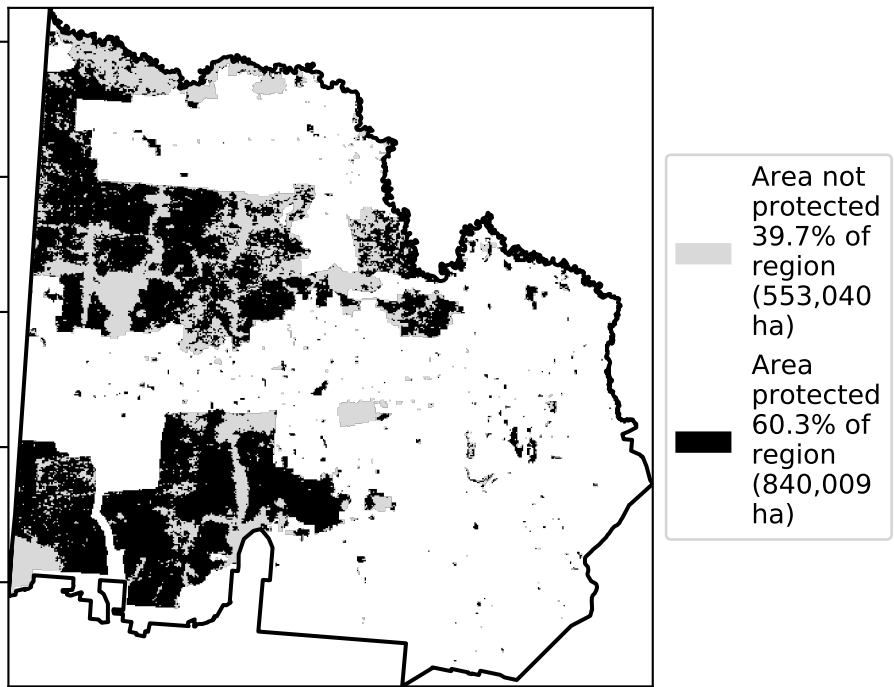 Area not
protected
39.7% of
region
(553,040
ha)
Area
protected
60.3% of
region
(840,009
ha)